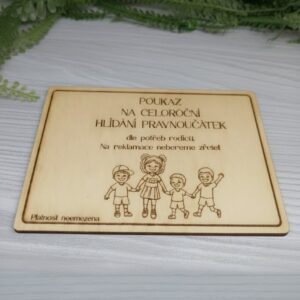 POUKAZ
NA CELOROČNÍ
HLÍDÁNÍ PRAVNOUČÁTEK
dle potřeb rodičů.
Na reklamace nebereme zřetel
Platnost neomezena